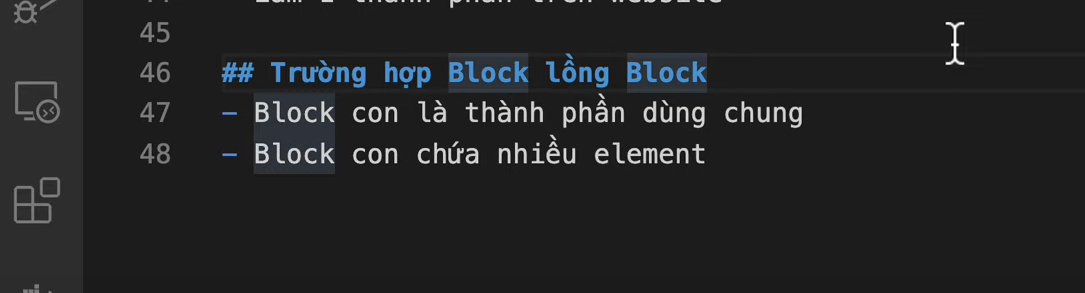 45
46 ## Trường hợp Block lồng Block
47 - Block con là thành phần dùng chung
48 - Block con chứa nhiều element